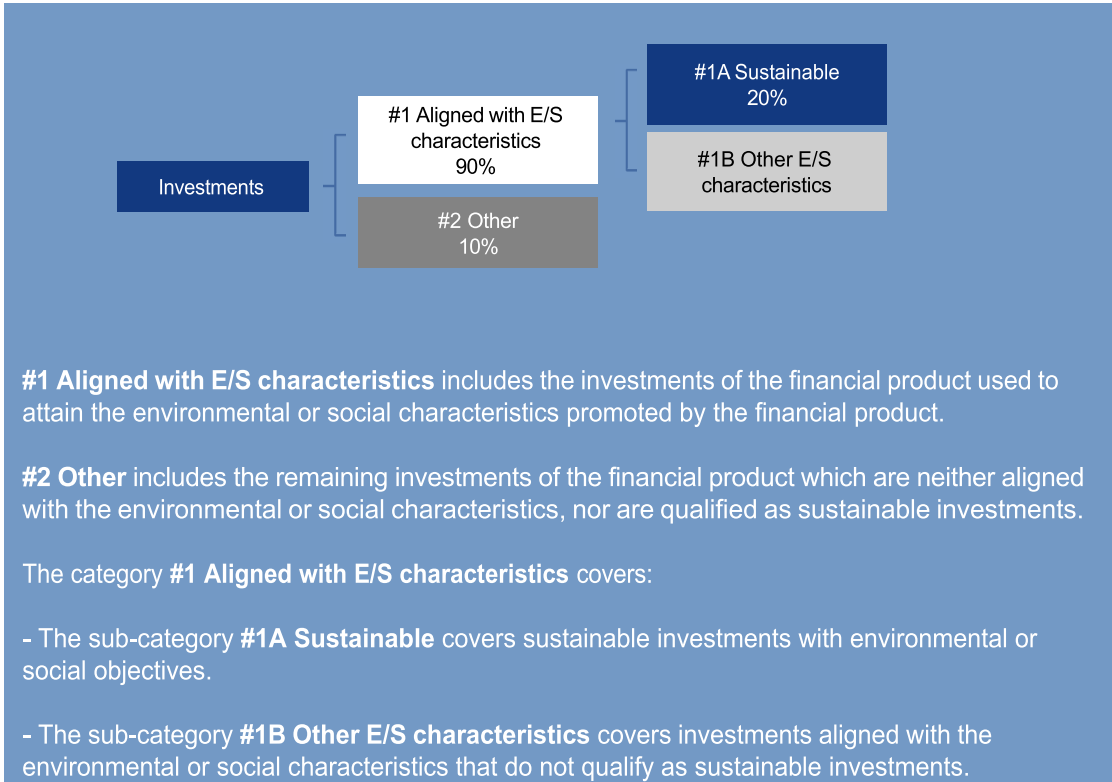 Investments
#1 Aligned with E/S
characteristics
90%
#2 Other
10%
#1A Sustainable
20%
#1B Other E/S
characteristics
#1 Aligned with E/S characteristics includes the investments of the financial product used to
attain the environmental or social characteristics promoted by the financial product.
#2 Other includes the remaining investments of the financial product which are neither aligned
with the environmental or social characteristics, nor are qualified as sustainable investments.
The category #1 Aligned with E/S characteristics covers:
- The sub-category #1A Sustainable covers sustainable investments with environmental or
social objectives.
- The sub-category #1B Other E/S characteristics covers investments aligned with the
environmental or social characteristics that do not qualify as sustainable investments.